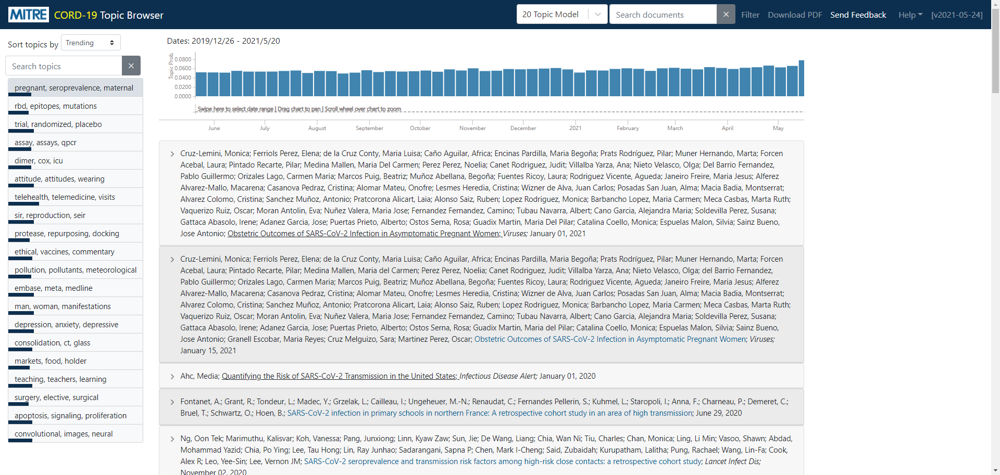 MITRE CORD-19 Topic Browser
20 Topic Model
Search documents
Filter
Download PDF
Send Feedback
Help
[v2021-05-24]
Sort topics by Trending
Search topics
pregnant, seroprevalence, maternal
rbd, epitopes, mutations
trial, randomized, placebo
assay, assays, qpcr
dimer, cox, icu
attitude, attitudes, wearing
telehealth, telemedicine, visits
sir, reproduction, seir
protease, repurposing, docking
ethical, vaccines, commentary
pollution, pollutants, meteorological
embase, meta, medline
man, woman, manifestations
depression, anxiety, depressive
consolidation, ct, glass
markets, food, holder
teaching, teachers, learning
surgery, elective, surgical
apoptosis, signaling, proliferation
convolutional, images, neural
Dates: 2019/12/26 - 2021/5/20
Topic Prob.
0.0800
0.0600
0.0400
0.0200
0.0000
Swipe here to select date range | Drag chart to pan | Scroll wheel over chart to zoom
June July August September October November December 2021 February March April May
Cruz-Lemini, Monica; Ferriols Perez, Elena; de la Cruz Conty, Maria Luisa; Caño Aguilar, Africa; Encinas Pardilla, Maria Begoña; Prats Rodríguez, Pilar; Muner Hernando, Marta; Forcen
Acebal, Laura; Pintado Recarte, Pilar; Medina Mallen, Maria Del Carmen; Perez Perez, Noelia; Canet Rodriguez, Judit; Villalba Yarza, Ana; Nieto Velasco, Olga; Del Barrio Fernandez,
Pablo Guillermo; Orizales Lago, Carmen Maria; Marcos Puig, Beatriz; Muñoz Abellana, Begoña; Fuentes Ricoy, Laura; Rodriguez Vicente, Agueda; Janeiro Freire, Maria Jesus; Alferez
Alvarez-Mallo, Macarena; Casanova Pedraz, Cristina; Alomar Mateu, Onofre; Lesmes Heredia, Cristina; Wizner de Alva, Juan Carlos; Posadas San Juan, Alma; Macia Badia, Montserrat;
Alvarez Colomo, Cristina; Sanchez Muñoz, Antonio; Pratcorona Alicart, Laia; Alonso Saiz, Ruben; Lopez Rodriguez, Monica; Barbancho Lopez, Maria Carmen; Meca Casbas, Marta Ruth;
Vaquerizo Ruiz, Oscar; Moran Antolin, Eva; Nuñez Valera, Maria Jose; Fernandez Fernandez, Camino; Tubau Navarra, Albert; Cano Garcia, Alejandra Maria; Soldevilla Perez, Susana;
Gattaca Abasolo, Irene; Adanez Garcia, Jose; Puertas Prieto, Alberto; Ostos Serna, Rosa; Guadix Martin, Maria Del Pilar; Catalina Coello, Monica; Espuelas Malon, Silvia; Sainz Bueno,
Jose Antonio; Obstetric Outcomes of SARS-CoV-2 Infection in Asymptomatic Pregnant Women; Viruses; January 01, 2021
Cruz-Lemini, Monica; Ferriols Perez, Elena; de la Cruz Conty, Maria Luisa; Caño Aguilar, Africa; Encinas Pardilla, Maria Begoña; Prats Rodríguez, Pilar; Muner Hernando, Marta; Forcen
Acebal, Laura; Pintado Recarte, Pilar; Medina Mallen, Maria del Carmen; Perez Perez, Noelia; Canet Rodriguez, Judit; Villalba Yarza, Ana; Nieto Velasco, Olga; del Barrio Fernandez,
Pablo Guillermo; Orizales Lago, Carmen Maria; Marcos Puig, Beatriz; Muñoz Abellana, Begoña; Fuentes Ricoy, Laura; Rodriguez Vicente, Agueda; Janeiro Freire, Maria Jesus; Alferez
Alvarez-Mallo, Macarena; Casanova Pedraz, Cristina; Alomar Mateu, Onofre; Lesmes Heredia, Cristina; Wizner de Alva, Juan Carlos; Posadas San Juan, Alma; Macia Badia, Montserrat;
Alvarez Colomo, Cristina; Sanchez Muñoz, Antonio; Pratcorona Alicart, Laia; Alonso Saiz, Ruben; Lopez Rodriguez, Monica; Barbancho Lopez, Maria Carmen; Meca Casbas, Marta Ruth;
Vaquerizo Ruiz, Oscar; Moran Antolin, Eva; Nuñez Valera, Maria Jose; Fernandez Fernandez, Camino; Tubau Navarra, Albert; Cano Garcia, Alejandra Maria; Soldevilla Perez, Susana;
Gattaca Abasolo, Irene; Adanez Garcia, Jose; Puertas Prieto, Alberto; Ostos Serna, Rosa; Guadix Martin, Maria del Pilar; Catalina Coello, Monica; Espuelas Malon, Silvia; Sainz Bueno,
Jose Antonio; Granell Escobar, Maria Reyes; Cruz Melguizo, Sara; Martinez Perez, Oscar; Obstetric Outcomes of SARS-CoV-2 Infection in Asymptomatic Pregnant Women; Viruses;
January 15, 2021
Ahc, Media; Quantifying the Risk of SARS-CoV-2 Transmission in the United States; Infectious Disease Alert; January 01, 2020
Fontanet, A.; Grant, R.; Tondeur, L.; Madec, Y.; Grzelak, L.; Cailleau, I.; Ungeheuer, M.-N.; Renaudat, C.; Fernandes Pellerin, S.; Kuhmel, L.; Staropoli, I.; Anna, F.; Charneau, P.; Demeret, C.;
Bruel, T.; Schwartz, O.; Hoen, B.; SARS-CoV-2 infection in primary schools in northern France: A retrospective cohort study in an area of high transmission; June 29, 2020
Ng, Oon Tek; Marimuthu, Kalisvar; Koh, Vanessa; Pang, Junxiong; Linn, Kyaw Zaw; Sun, Jie; De Wang, Liang; Chia, Wan Ni; Tiu, Charles; Chan, Monica; Ling, Li Min; Vasoo, Shawn; Abdad,
Mohammad Yazid; Chia, Po Ying; Lee, Tau Hong; Lin, Ray Junhao; Sadarangani, Sapna P; Chen, Mark I-Cheng; Said, Zubaidah; Kurupatham, Lalitha; Pung, Rachael; Wang, Lin-Fa; Cook,
Alex R; Leo, Yee-Sin; Lee, Vernon JM; SARS-CoV-2 seroprevalence and transmission risk factors among high-risk close contacts: a retrospective cohort study; Lancet Infect Dis;
November 02, 2020